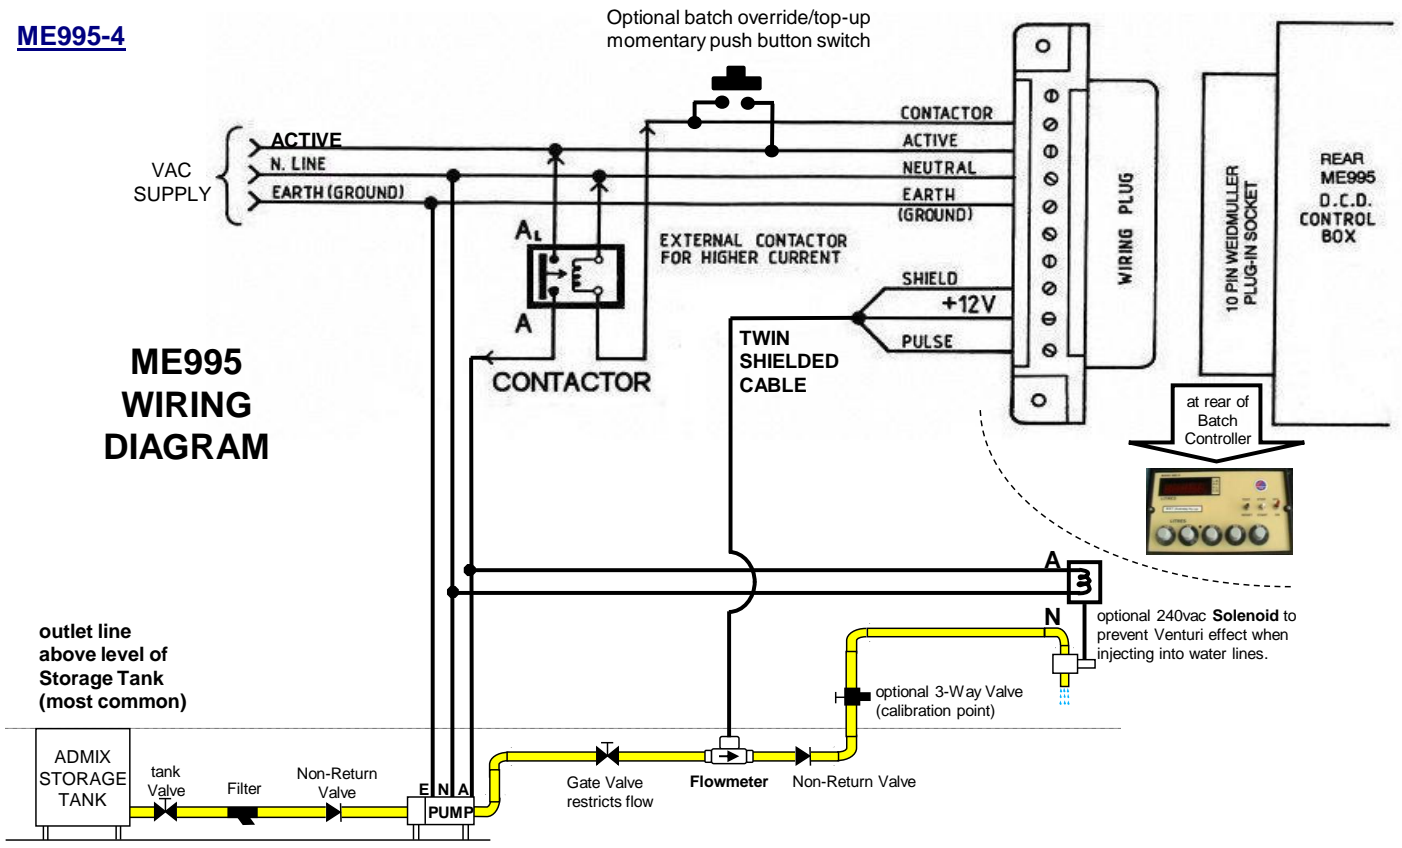 ME995-4
Optional batch override/top-up
momentary push button switch
CONTACTOR
ACTIVE
ACTIVE
N. LINE
NEUTRAL
VAC
SUPPLY
EARTH (GROUND)
EARTH
(GROUND)
AL
A
EXTERNAL CONTACTOR
FOR HIGHER CURRENT
CONTACTOR
SHIELD
+12V
PULSE
TWIN
SHIELDED
CABLE
WIRING PLUG
10 PIN WEIDMULLER
PLUG-IN SOCKET
REAR
ME995
D.C.D.
CONTROL
BOX
ME995
WIRING
DIAGRAM
at rear of
Batch
Controller
LITRES
LITRES
A
N
optional 240vac Solenoid to
prevent Venturi effect when
injecting into water lines.
outlet line
above level of
Storage Tank
(most common)
optional 3-Way Valve
(calibration point)
ADMIX
STORAGE
TANK
tank
Valve
Filter
Non-Return
Valve
E N A
PUMP
Gate Valve
restricts flow
Flowmeter
Non-Return Valve